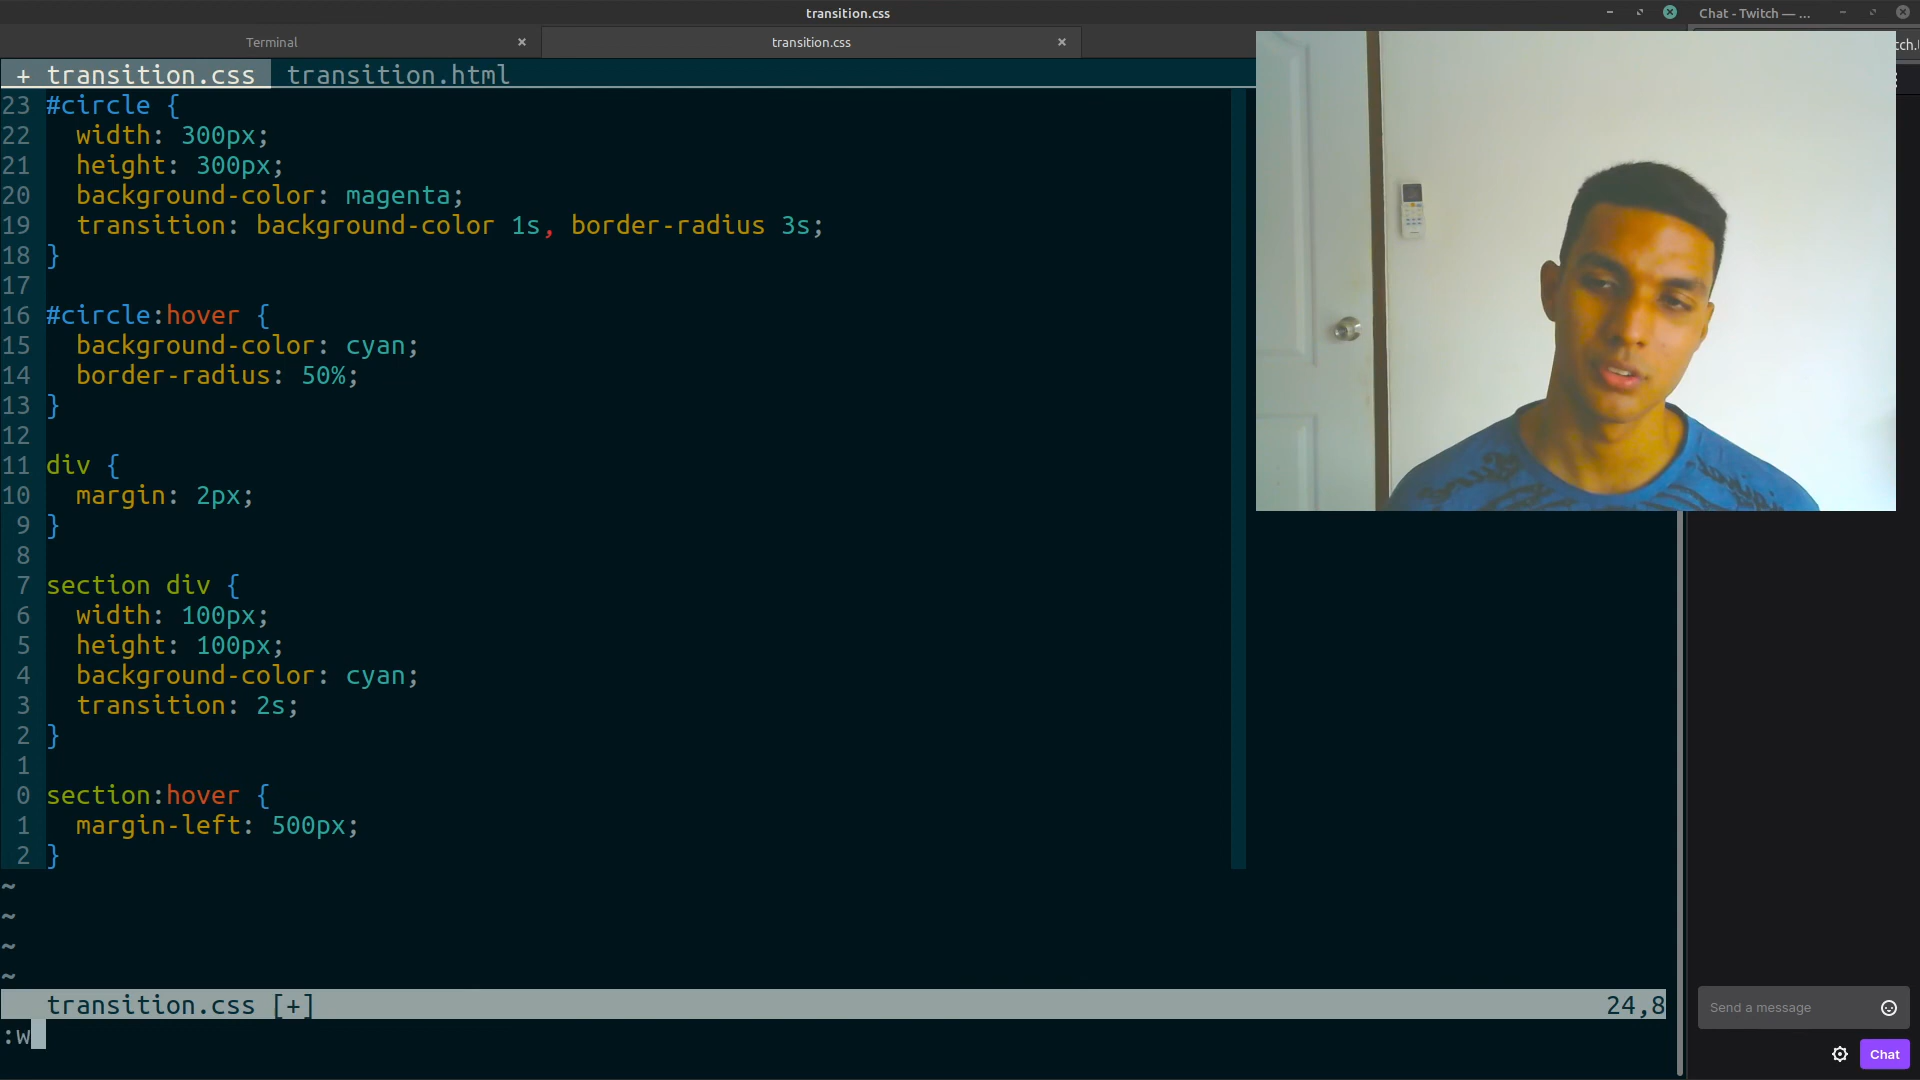 transition.css
Chat - Twitch — ...
Terminal
transition.css
tch.
+ transition.css transition.html
23 #circle {
22 width: 300px;
21 height: 300px;
20 background-color: magenta;
19 transition: background-color 1s, border-radius 3s;
18 }
17
16 #circle:hover {
15 background-color: cyan;
14 border-radius: 50%;
13 }
12
11 div {
10 margin: 2px;
9 }
8
7 section div {
6 width: 100px;
5 height: 100px;
4 background-color: cyan;
3 transition: 2s;
2 }
1
0 section:hover {
1 margin-left: 500px;
2 }
~
~
~
~
transition.css [+] 24,8
:w
Send a message
Chat